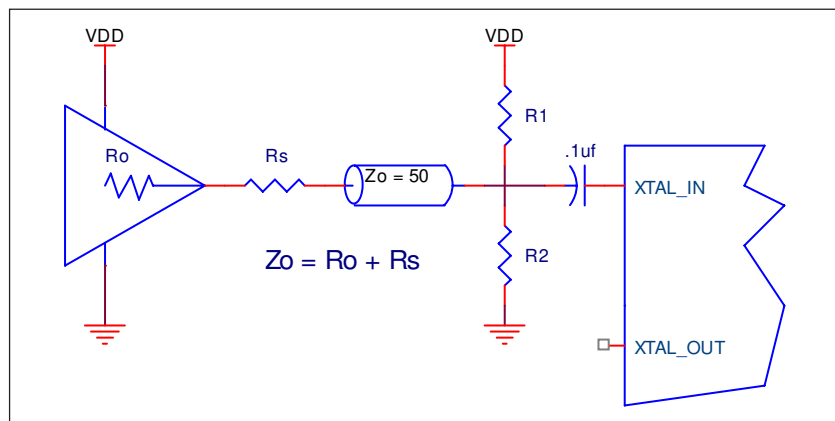 VDD
VDD
R1
Ro
Rs
Zo = 50
.1uf
XTAL_IN
Zo = Ro + Rs
R2
XTAL_OUT